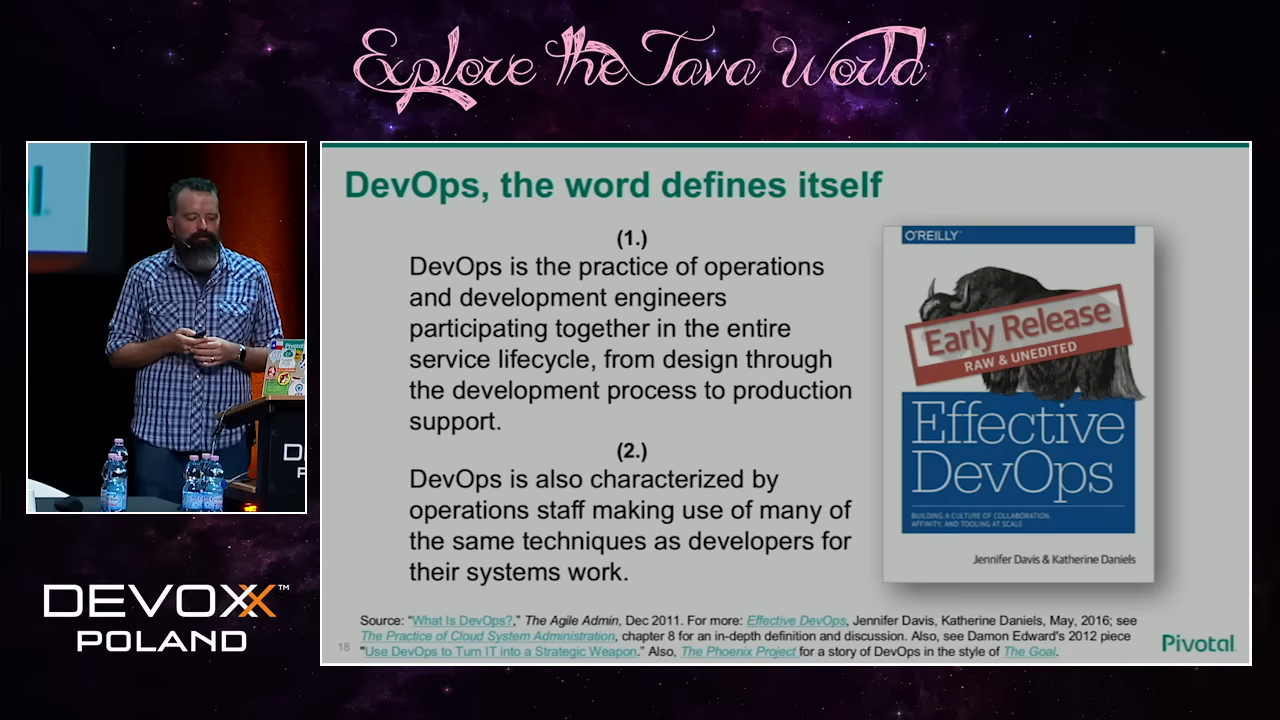 Explore the Java World
DevOps, the word defines itself
(1.)
DevOps is the practice of operations
and development engineers
participating together in the entire
service lifecycle, from design through
the development process to production
support.
(2.)
DevOps is also characterized by
operations staff making use of many of
the same techniques as developers for
their systems work.
O'REILLY
Early Release
RAW & UNEDITED
Effective
DevOps
BUILDING A CULTURE OF COLLABORATION,
AFFINITY, AND TOOLING AT SCALE
Jennifer Davis & Katherine Daniels
Source: "What Is DevOps?," The Agile Admin, Dec 2011. For more: Effective DevOps, Jennifer Davis, Katherine Daniels, May, 2016; see
The Practice of Cloud System Administration, chapter 8 for an in-depth definition and discussion. Also, see Damon Edward's 2012 piece
"Use DevOps to Turn IT into a Strategic Weapon." Also, The Phoenix Project for a story of DevOps in the style of The Goal.
18
Pivotal
Pivotal
DEVOXX™
POLAND